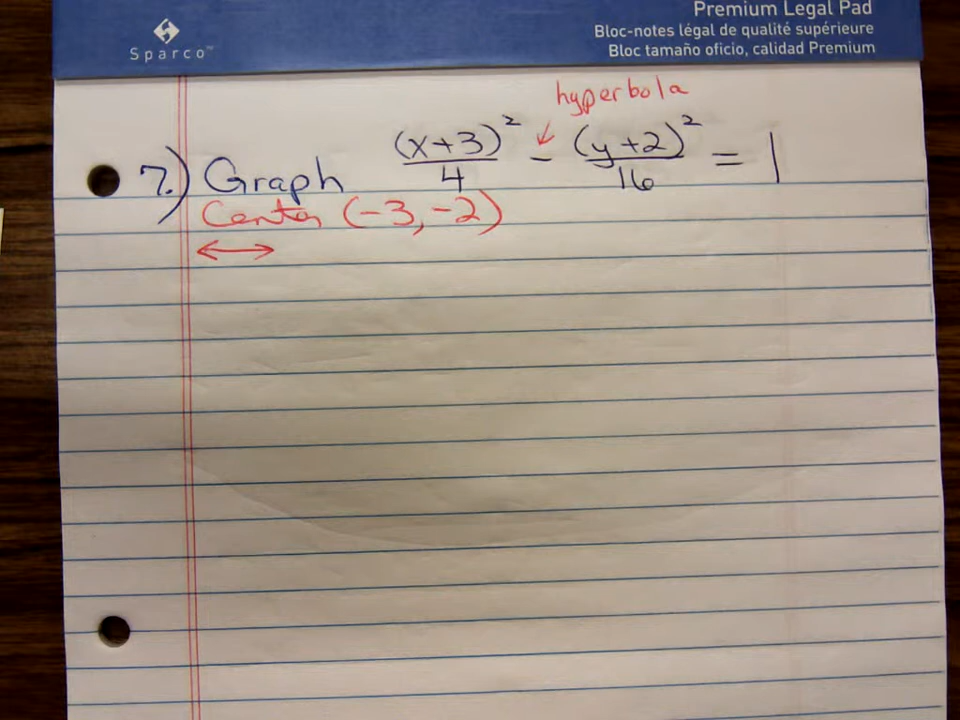 Premium Legal Pad
Bloc-notes légal de qualité supérieure
Bloc tamaño oficio, calidad Premium
Sparco™
hyperbola
7.) Graph (x+3)²/4 - (y+2)²/16 = 1
Center (-3, -2)